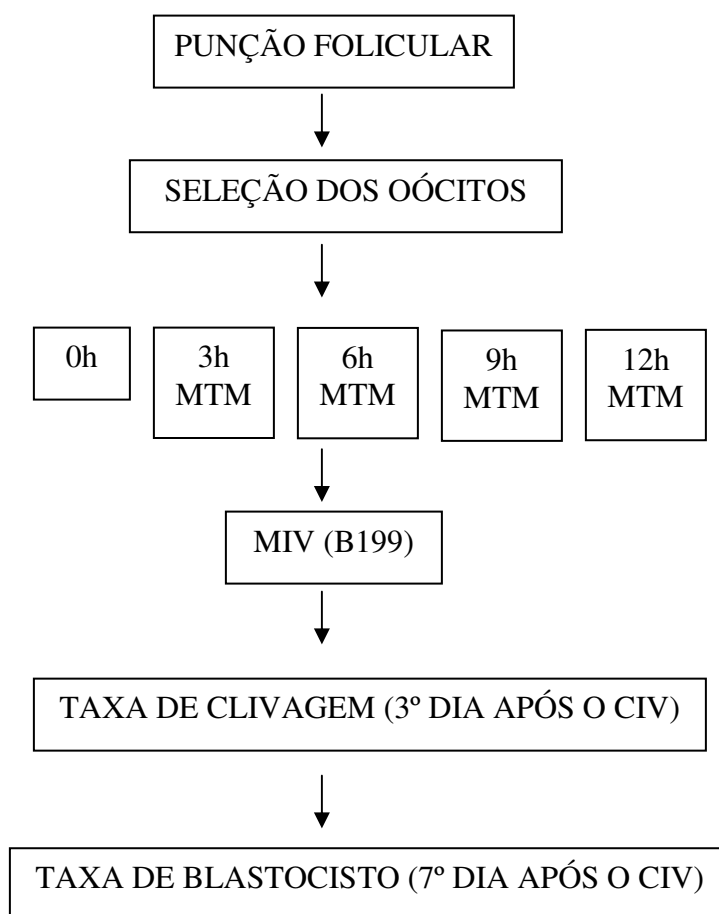 PUNÇÃO FOLICULAR
SELEÇÃO DOS OÓCITOS
0h
3h
MTM
6h
MTM
9h
MTM
12h
MTM
MIV (B199)
TAXA DE CLIVAGEM (3º DIA APÓS O CIV)
TAXA DE BLASTOCISTO (7º DIA APÓS O CIV)